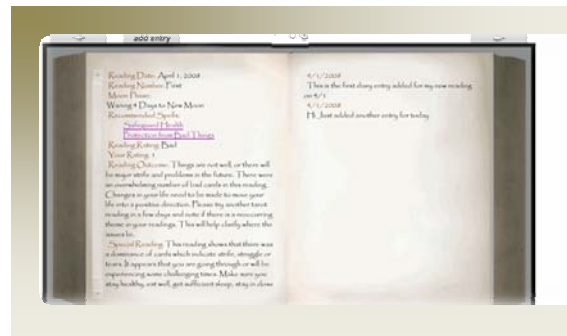 add entry
Reading Date: April 1, 2008
Reading Number: First
Moon Phase:
Waning 4 Days to New Moon
Recommended Spells:
Safeguard Health
Protection from Bad Things
Reading Rating: Bad
Your Rating: 1
Reading Outcome: Things are not well, or there will
be major strife and problems in the future. There were
an overwhelming number of bad cards in this reading.
Changes in your life need to be made to move your
life into a positive direction. Please try another tarot
reading in a few days and note if there is a reoccurring
theme in your readings. This will help clarify where the
issues lie.
Special Reading: This reading shows that there was
a dominance of cards which indicate strife, struggle or
tears. It appears that you are going through or will be
experiencing some challenging times. Make sure you
stay healthy, eat well, get sufficient sleep, stay in close
4/1/2008
This is the first diary entry added for my new reading
on 4/1
4/1/2008
Hi. Just added another entry for today